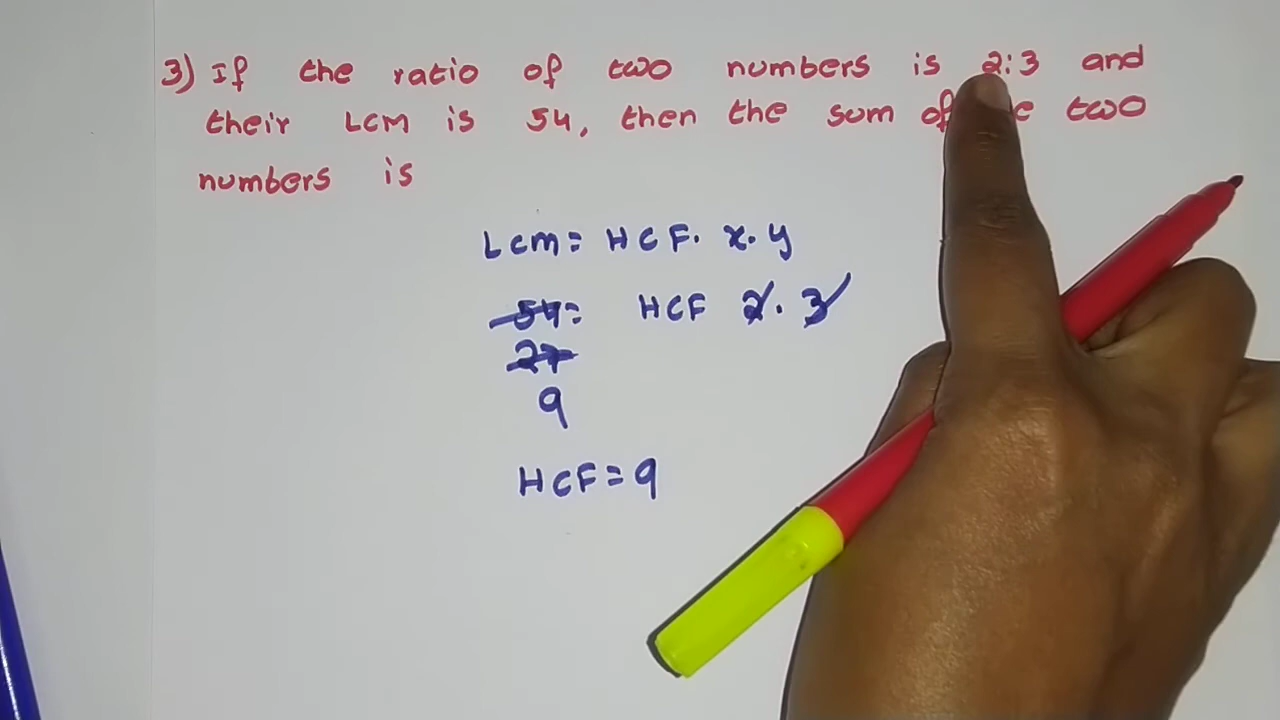 3) If the ratio of two numbers is 2:3 and
their LCM is 54, then the sum of two
numbers is
LCM = HCF. x.y
54 = HCF 2.3
27
9
HCF = 9